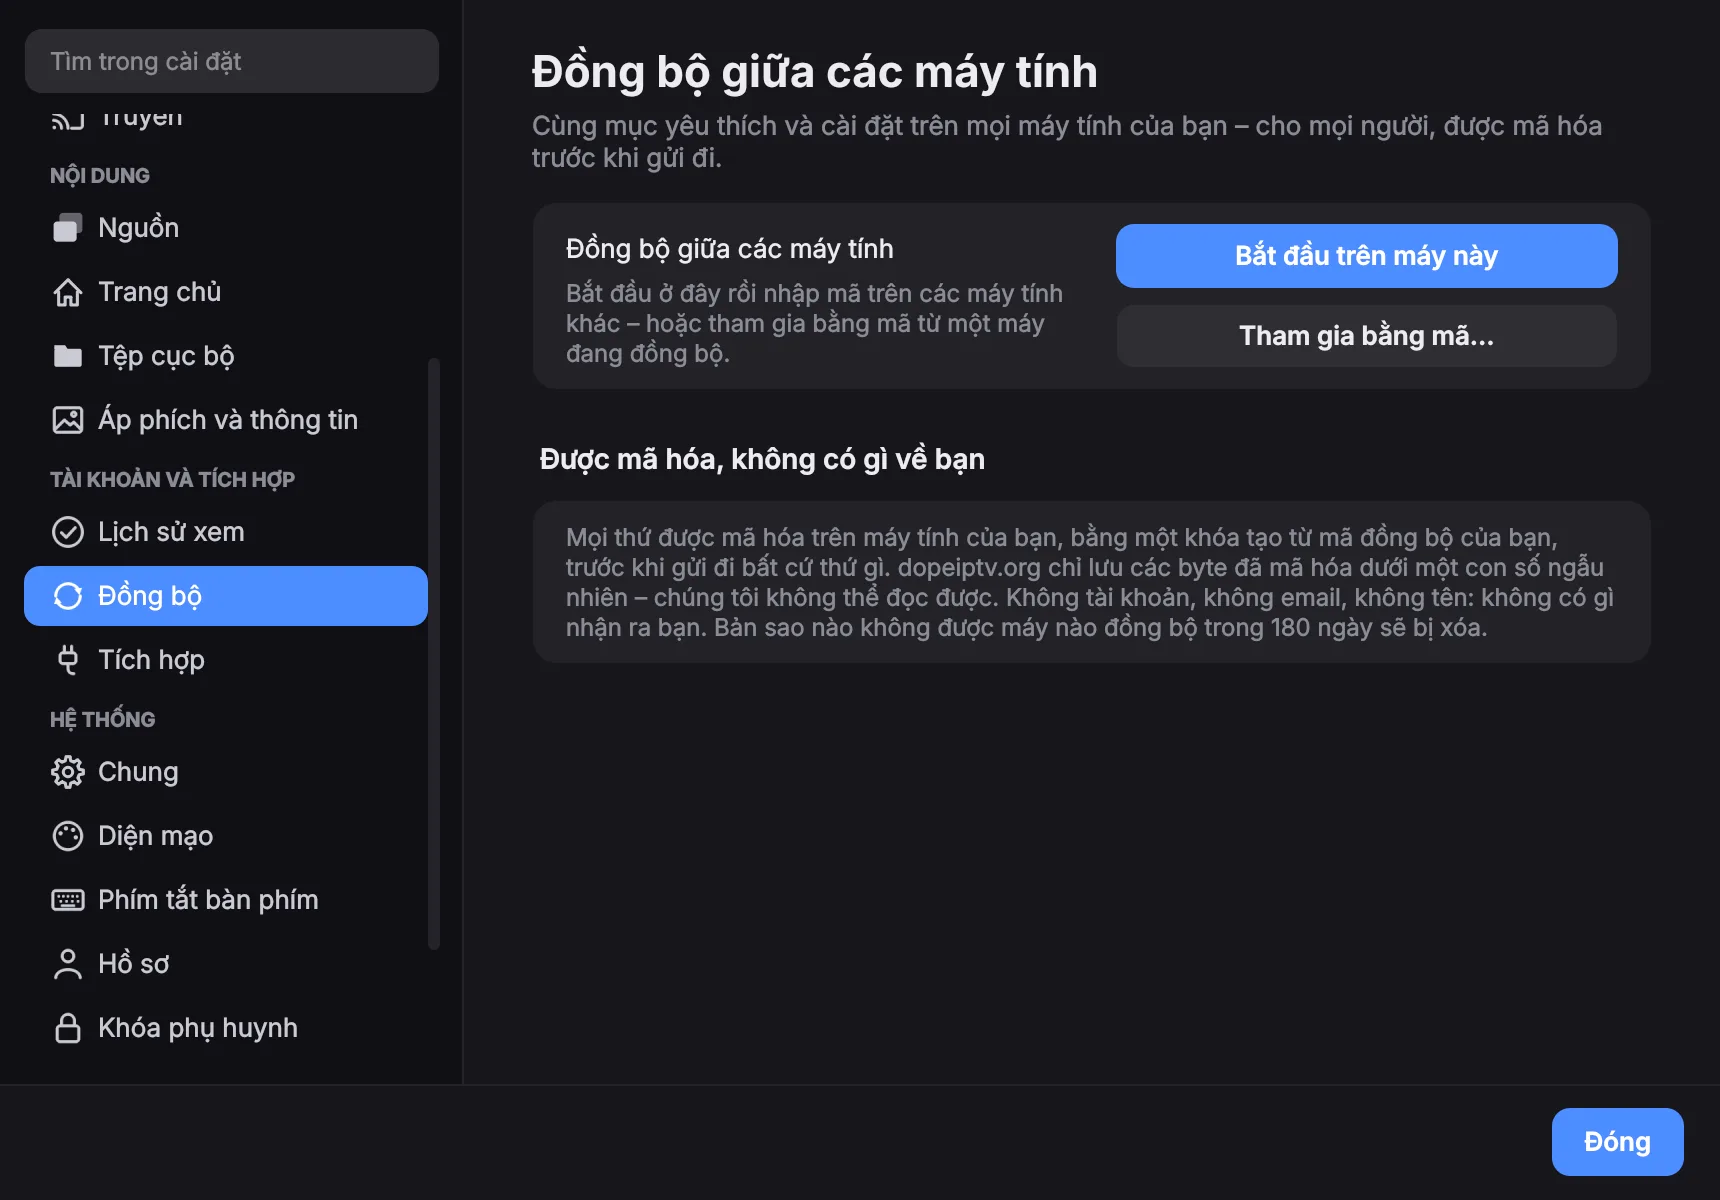 Tìm trong cài đặt
Truyền
NỘI DUNG
Nguồn
Trang chủ
Tệp cục bộ
Áp phích và thông tin
TÀI KHOẢN VÀ TÍCH HỢP
Lịch sử xem
Đồng bộ
Tích hợp
HỆ THỐNG
Chung
Diện mạo
Phím tắt bàn phím
Hồ sơ
Khóa phụ huynh
Đồng bộ giữa các máy tính
Cùng mục yêu thích và cài đặt trên mọi máy tính của bạn – cho mọi người, được mã hóa
trước khi gửi đi.
Đồng bộ giữa các máy tính
Bắt đầu ở đây rồi nhập mã trên các máy tính
khác – hoặc tham gia bằng mã từ một máy
đang đồng bộ.
Bắt đầu trên máy này
Tham gia bằng mã...
Được mã hóa, không có gì về bạn
Mọi thứ được mã hóa trên máy tính của bạn, bằng một khóa tạo từ mã đồng bộ của bạn,
trước khi gửi đi bất cứ thứ gì. dopeiptv.org chỉ lưu các byte đã mã hóa dưới một con số ngẫu
nhiên – chúng tôi không thể đọc được. Không tài khoản, không email, không tên: không có gì
nhận ra bạn. Bản sao nào không được máy nào đồng bộ trong 180 ngày sẽ bị xóa.
Đóng